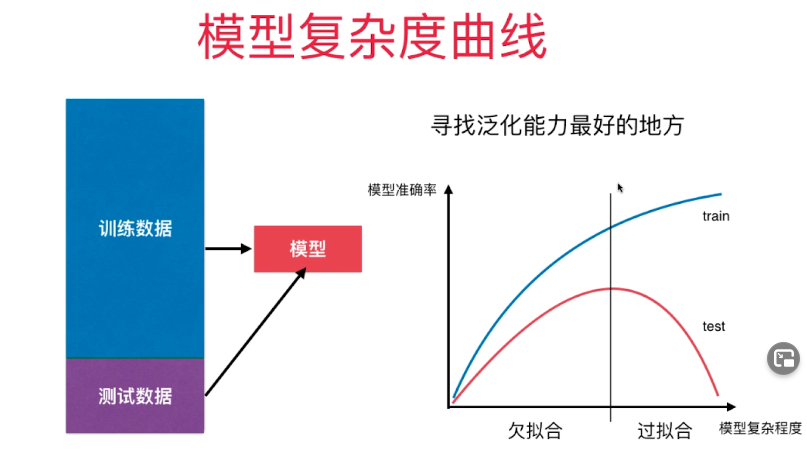 模型复杂度曲线
训练数据
测试数据
模型
寻找泛化能力最好的地方
模型准确率
train
test
欠拟合
过拟合
模型复杂程度